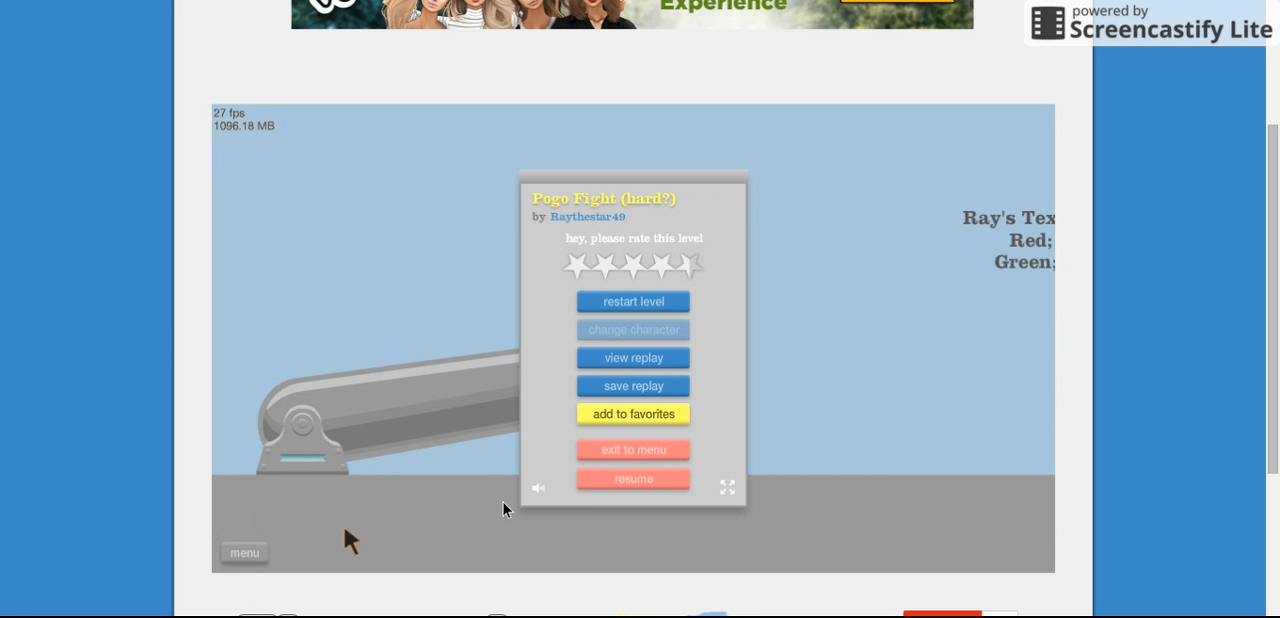 Experience
powered by
Screencastify Lite
27 fps
1096.18 MB
Pogo Fight (hard?)
by Raythestar49
hey, please rate this level
Ray's Tex
Red;
Green;
restart level
change character
view replay
save replay
add to favorites
exit to menu
resume
menu